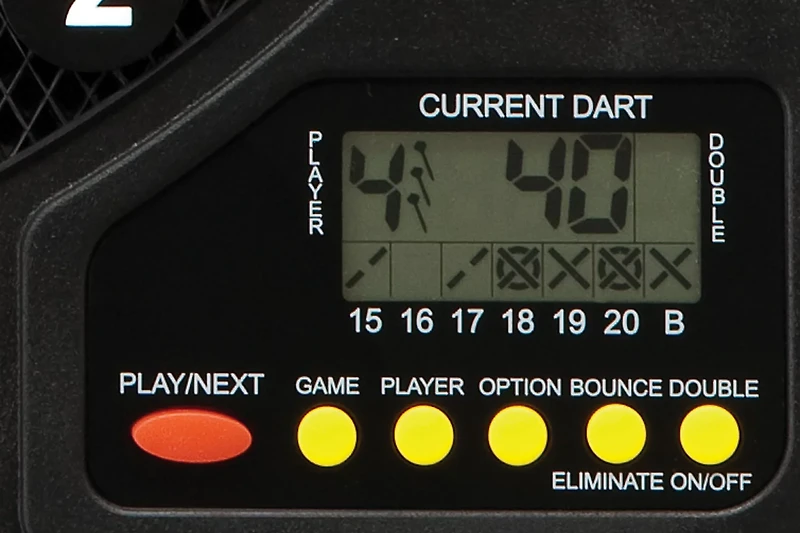 2
CURRENT DART
PLAYER
4 40
DOUBLE
15 16 17 18 19 20 B
PLAY/NEXT GAME PLAYER OPTION BOUNCE DOUBLE
ELIMINATE ON/OFF